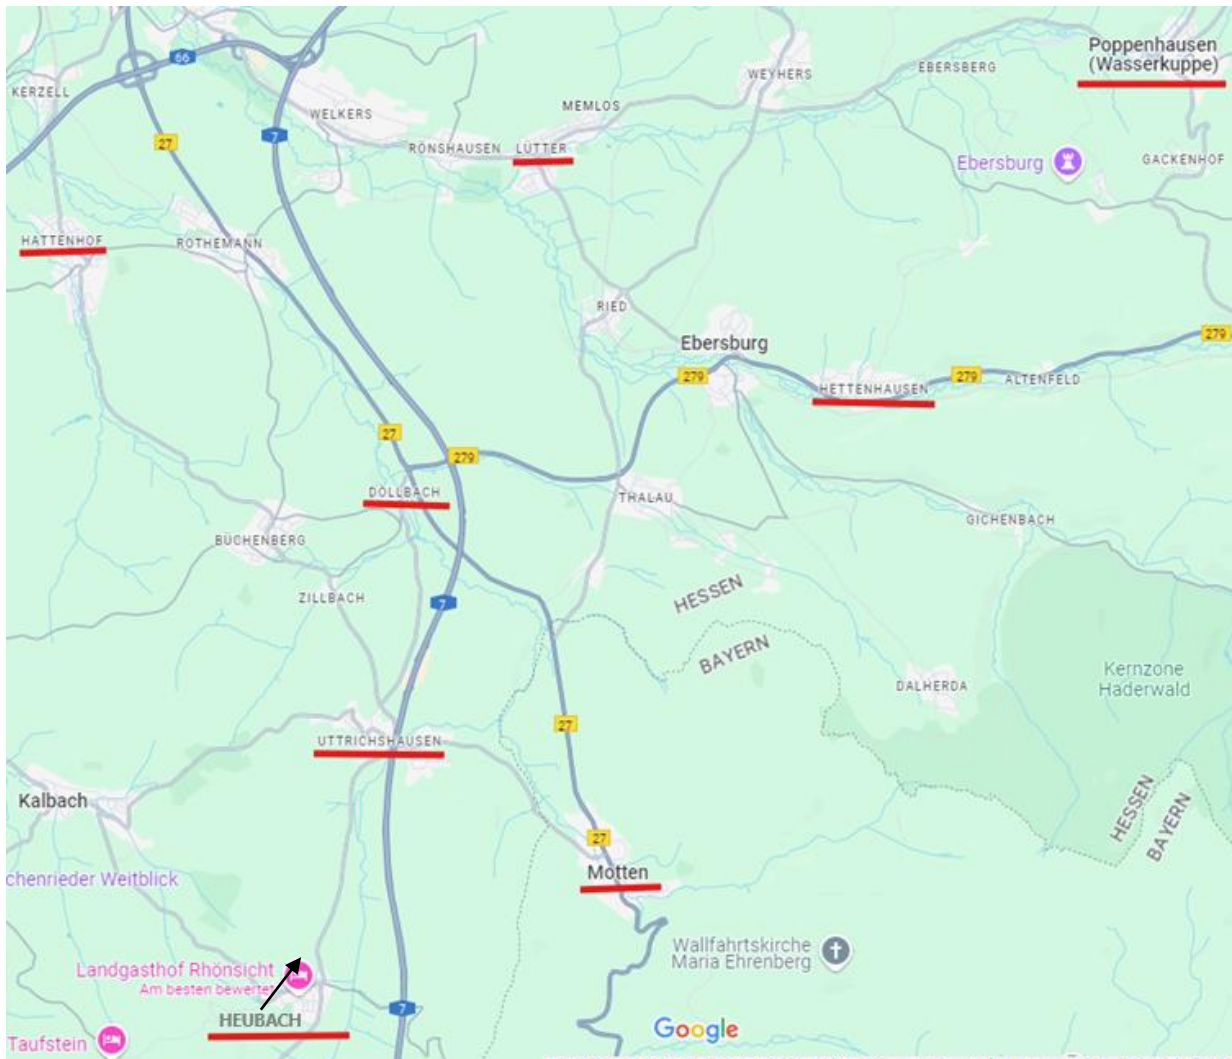 66
Poppenhausen
(Wasserkuppe)
KERZELL
WEYHERS
EBERSBERG
MEMLOS
WELKERS
7
27
RÖNSHAUSEN
LÜTTER
Ebersburg
GACKENHOF
HATTENHOF
ROTHEMANN
RIED
Ebersburg
279
279
279
HETTENHAUSEN
ALTENFELD
27
279
DÖLLBACH
THALAU
GICHENBACH
BÜCHENBERG
ZILLBACH
7
HESSEN
BAYERN
Kernzone
Haderwald
DALHERDA
27
UTTRICHSHAUSEN
Kalbach
HESSEN
BAYERN
27
Motten
chenrieder Weitblick
Wallfahrtskirche
Maria Ehrenberg
Landgasthof Rhönsicht
Am besten bewertet
7
HEUBACH
Google
Taufstein